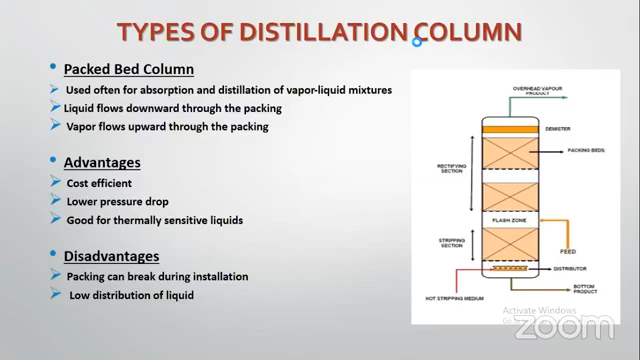 TYPES OF DISTILLATION COLUMN
Packed Bed Column
Used often for absorption and distillation of vapor-liquid mixtures
Liquid flows downward through the packing
Vapor flows upward through the packing
Advantages
Cost efficient
Lower pressure drop
Good for thermally sensitive liquids
Disadvantages
Packing can break during installation
Low distribution of liquid
OVERHEAD VAPOUR
PRODUCT
DEMISTER
PACKING BEDS
RECTIFYING
SECTION
FLASH ZONE
STRIPPING
SECTION
FEED
DISTRIBUTOR
HOT STRIPPING MEDIUM
BOTTOM
PRODUCT
Activate Windows
zoom